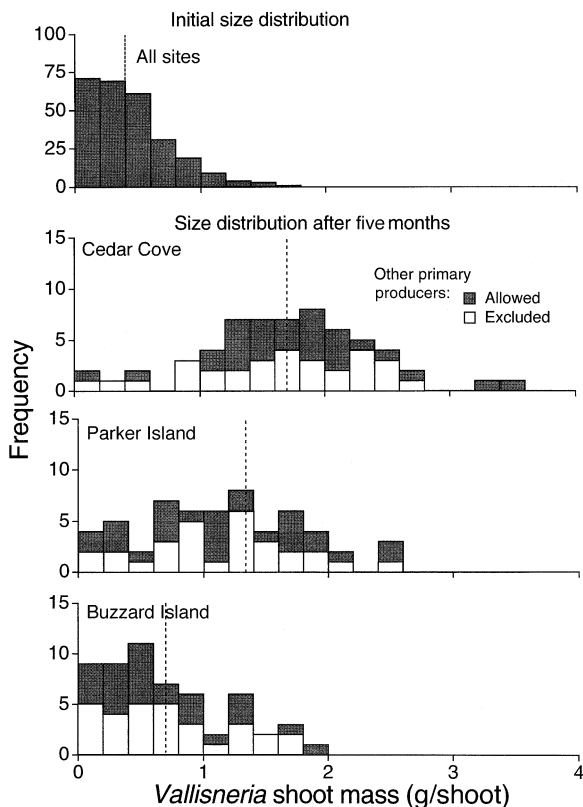 Initial size distribution
100
75
50
25
0
All sites
Size distribution after five months
15
10
5
0
Cedar Cove
Other primary
producers:
Allowed
Excluded
Frequency
15
10
5
0
Parker Island
15
10
5
0
Buzzard Island
0 1 2 3 4
Vallisneria shoot mass (g/shoot)